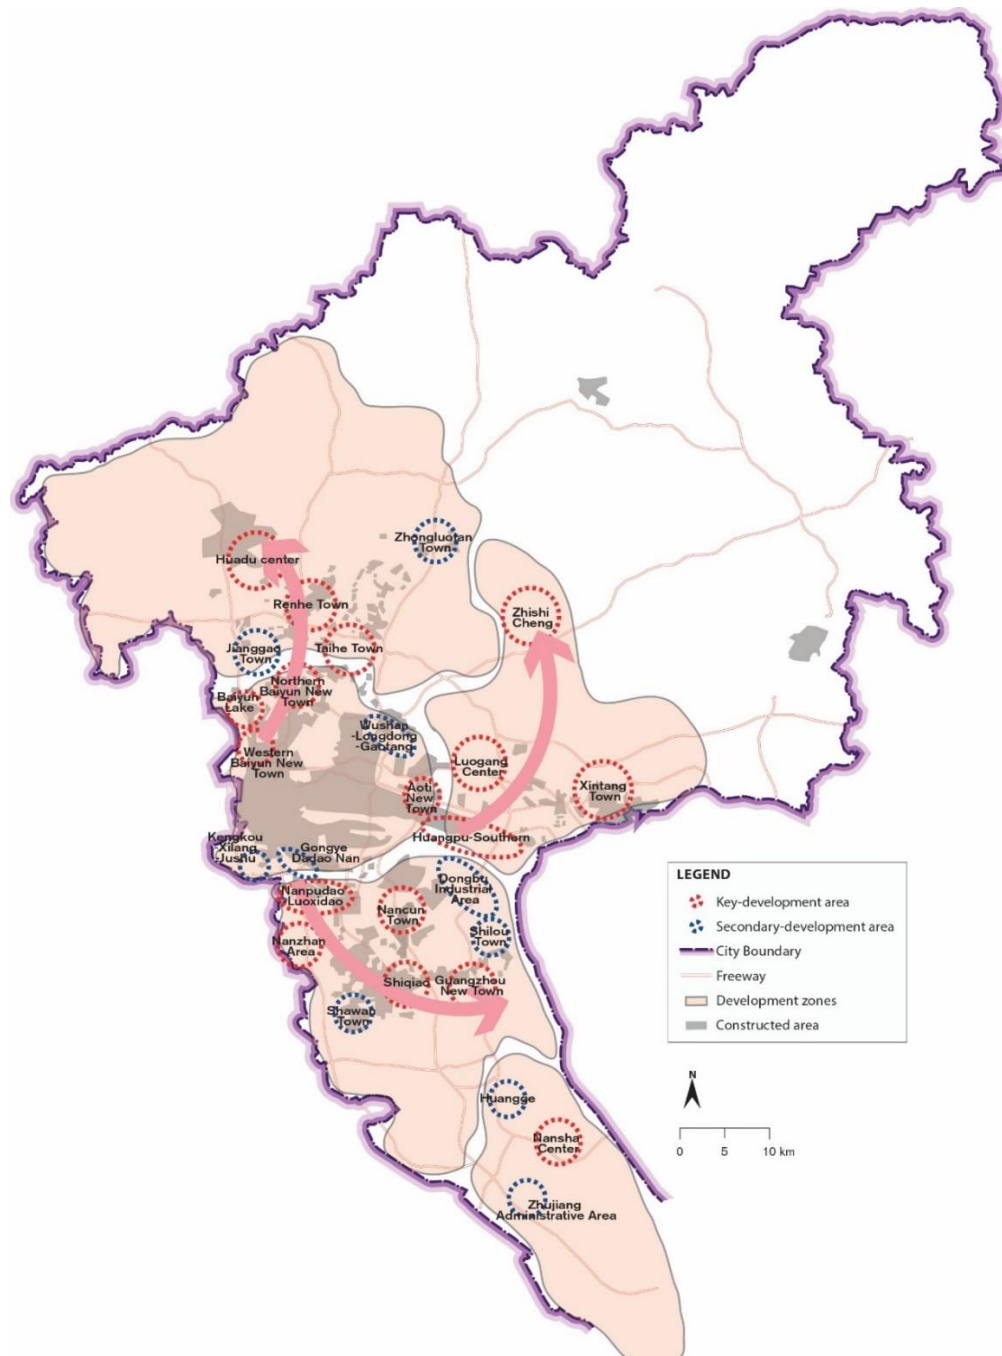 Zhongluotan
Town
Huadu center
Renhe Town
Zhishi
Cheng
Jianggao
Town
Taihe Town
Northern
Baiyun New
Town
Baiyun
Lake
Wushan
-Longdong
-Gaotang
Western
Baiyun New
Town
Luogang
Center
Aoti
New
Town
Xintang
Town
Huangpu-Southern
Kengkou
-Xilang
-Jushu
Gongye
Dadao Nan
Dongbu
Industrial
Area
Nanpudao
Luoxidao
Nancun
Town
Shilou
Town
Nanzhan
Area
Shiqiao
Guangzhou
New Town
Shawan
Town
Huangge
Nansha
Center
Zhujiang
Administrative Area
LEGEND
Key-development area
Secondary-development area
City Boundary
Freeway
Development zones
Constructed area
N
0 5 10 km